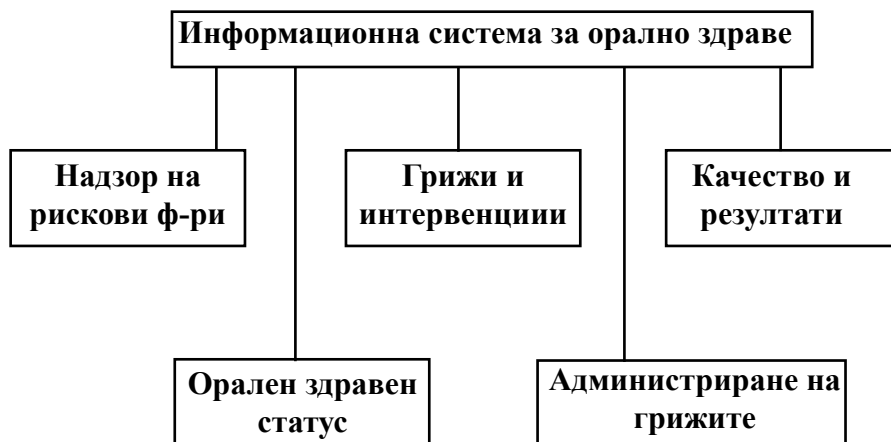 Информационна система за орално здраве
Надзор на
рискови ф-ри
Грижи и
интервенциии
Качество и
резултати
Орален здравен
статус
Администриране на
грижите